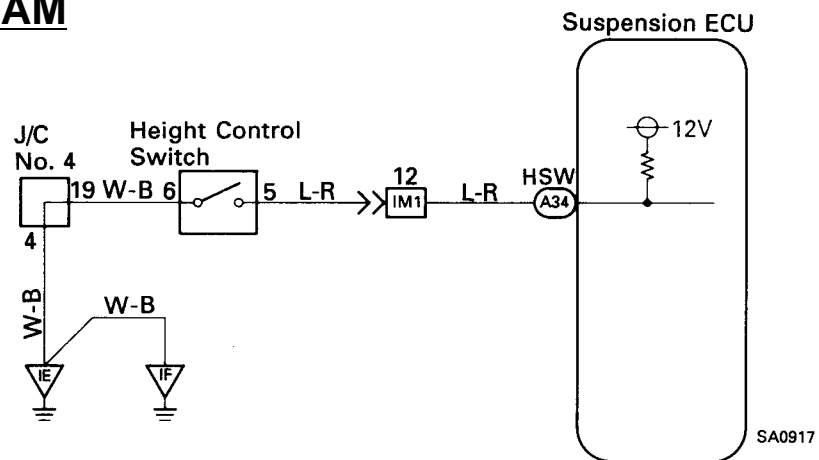 AM
Suspension ECU
12V
J/C
No. 4
Height Control
Switch
19 W-B 6
5 L-R
12
IM1
L-R
HSW
A34
4
W-B
W-B
IE
IF
SA0917